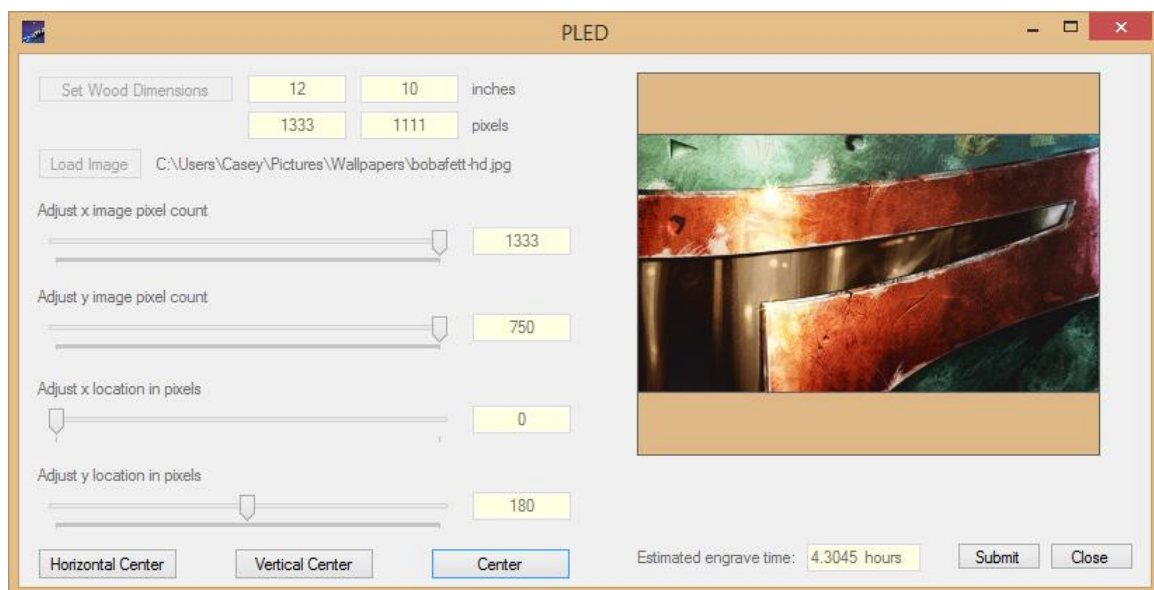 PLED
Set Wood Dimensions 12 10 inches
1333 1111 pixels
Load Image C:\Users\Casey\Pictures\Wallpapers\bobafett-hd.jpg
Adjust x image pixel count
1333
Adjust y image pixel count
750
Adjust x location in pixels
0
Adjust y location in pixels
180
Horizontal Center Vertical Center Center Estimated engrave time: 4.3045 hours Submit Close